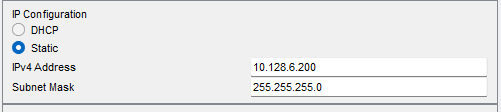 IP Configuration
DHCP
Static
IPv4 Address 10.128.6.200
Subnet Mask 255.255.255.0